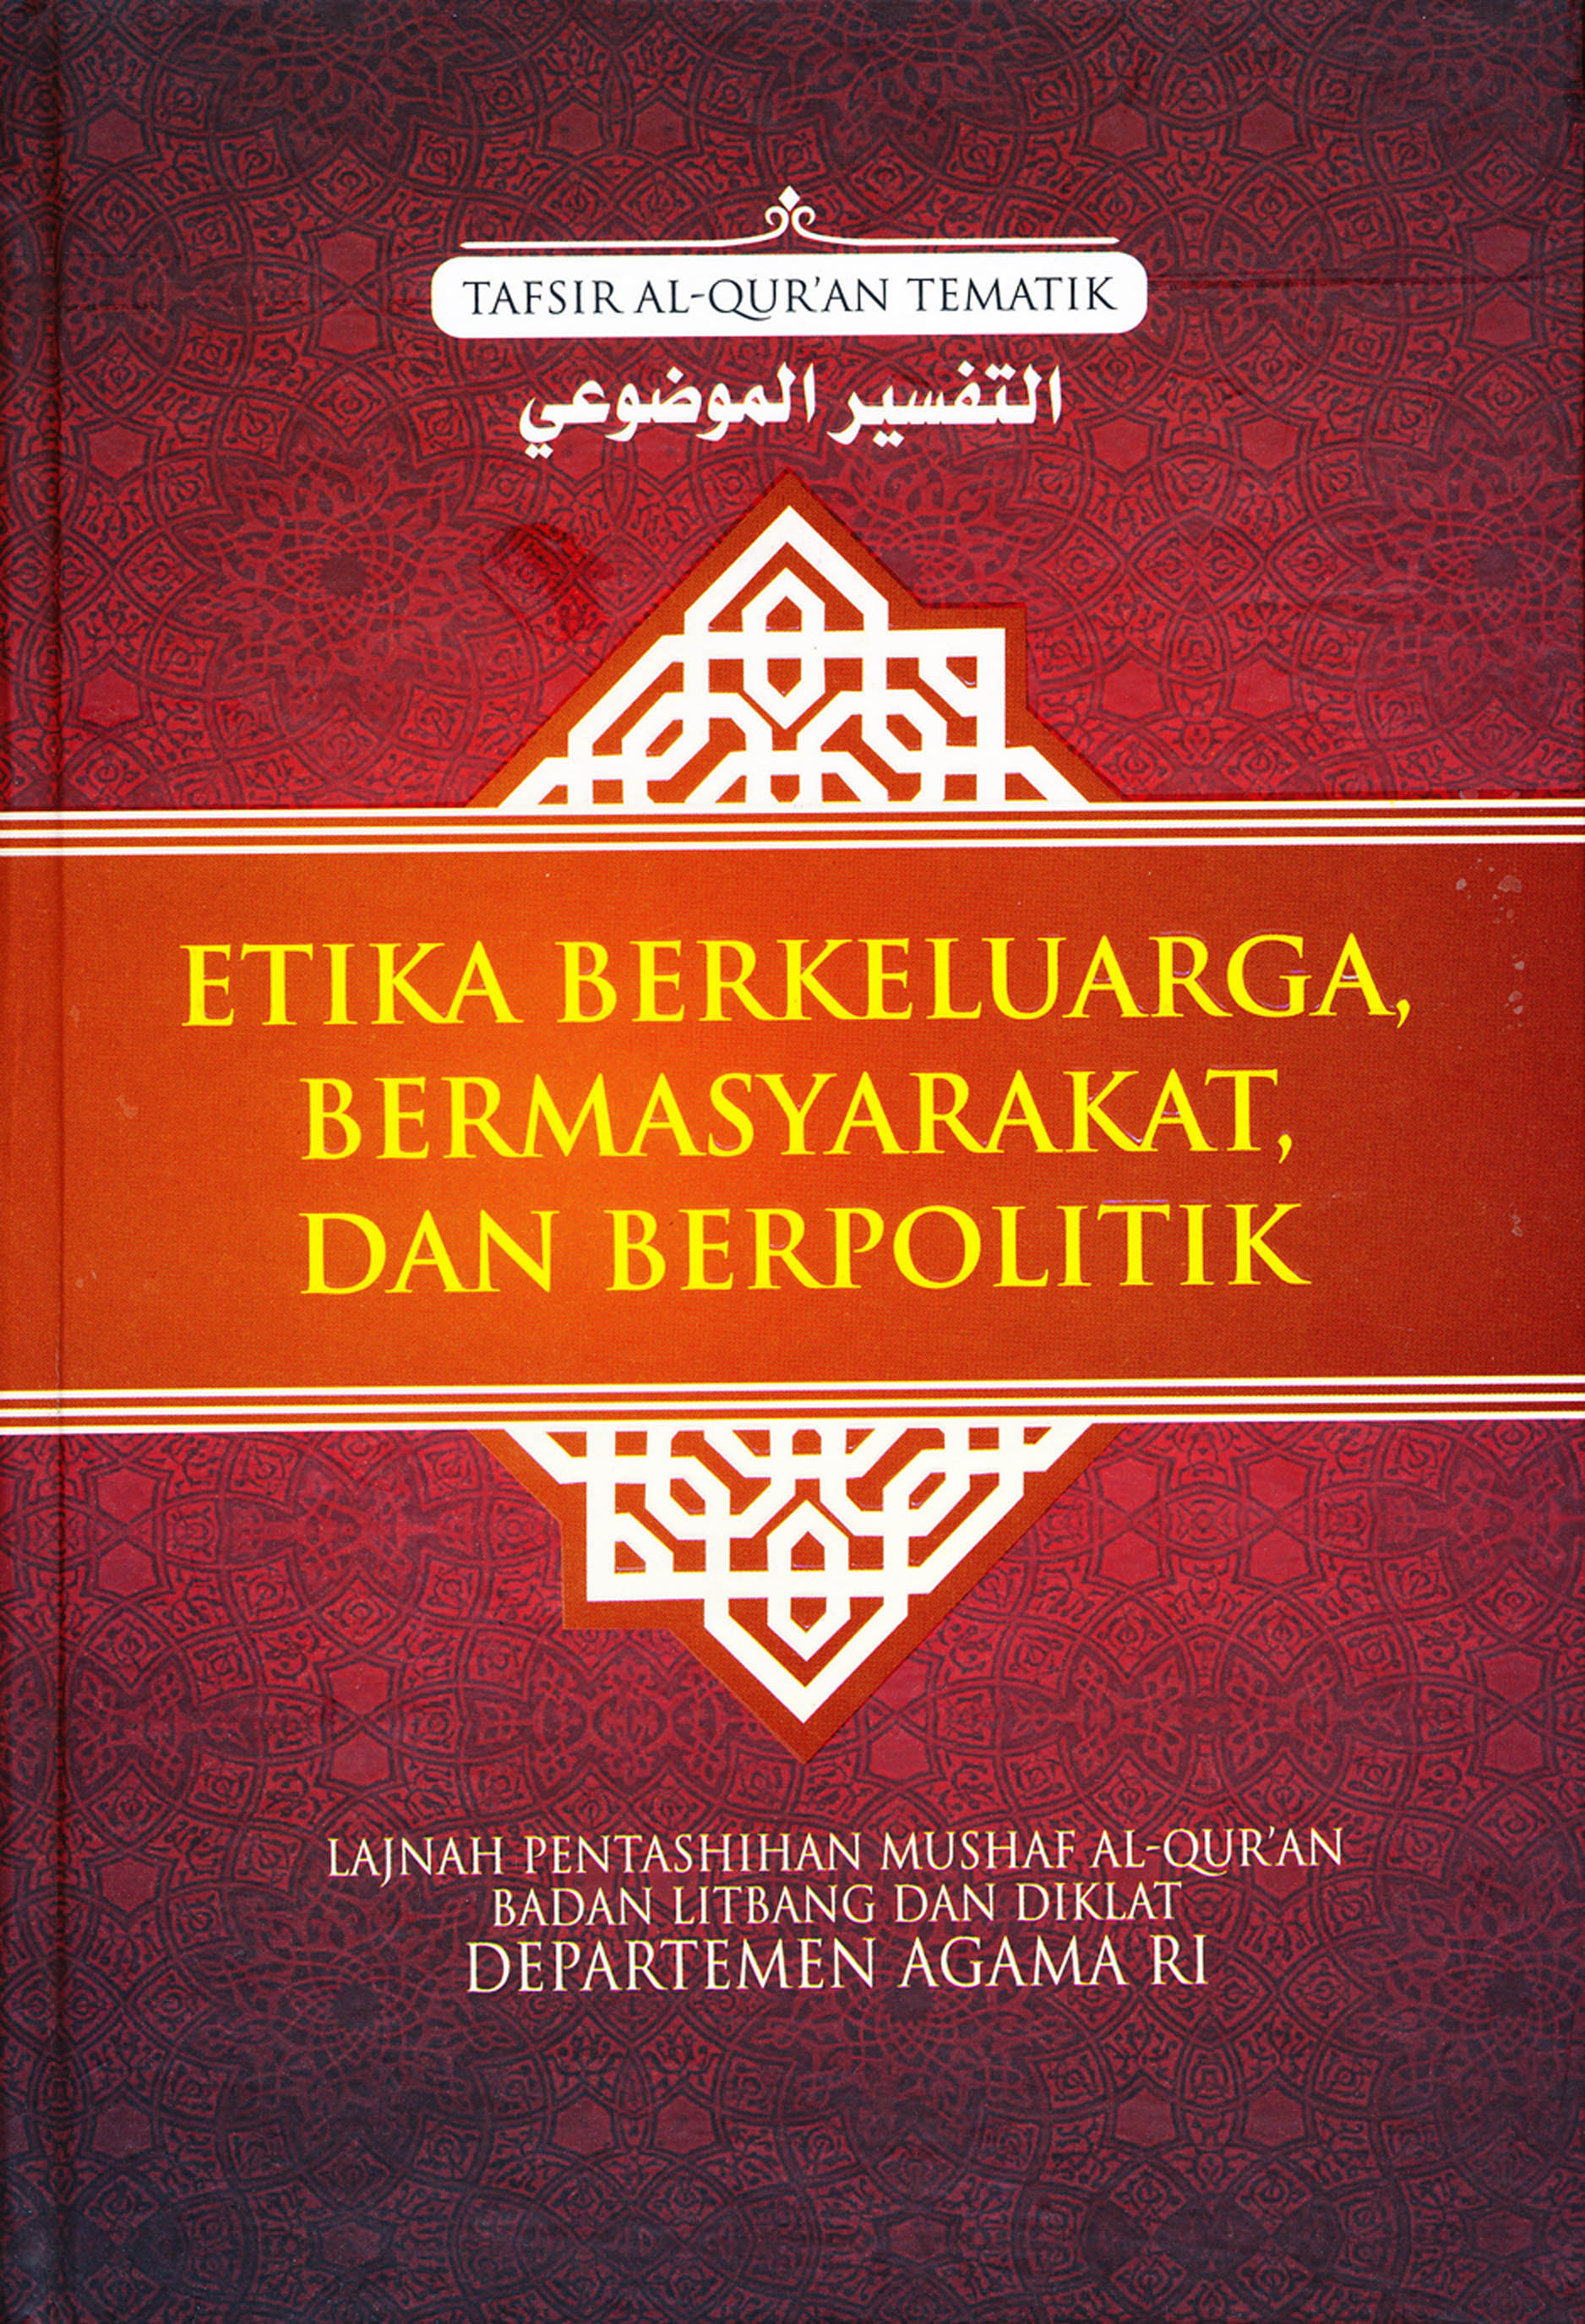 TAFSIR AL-QUR'AN TEMATIK
التفسير الموضوعي
ETIKA BERKELUARGA,
BERMASYARAKAT,
DAN BERPOLITIK
LAJNAH PENTASHIHAN MUSHAF AL-QUR'AN
BADAN LITBANG DAN DIKLAT
DEPARTEMEN AGAMA RI